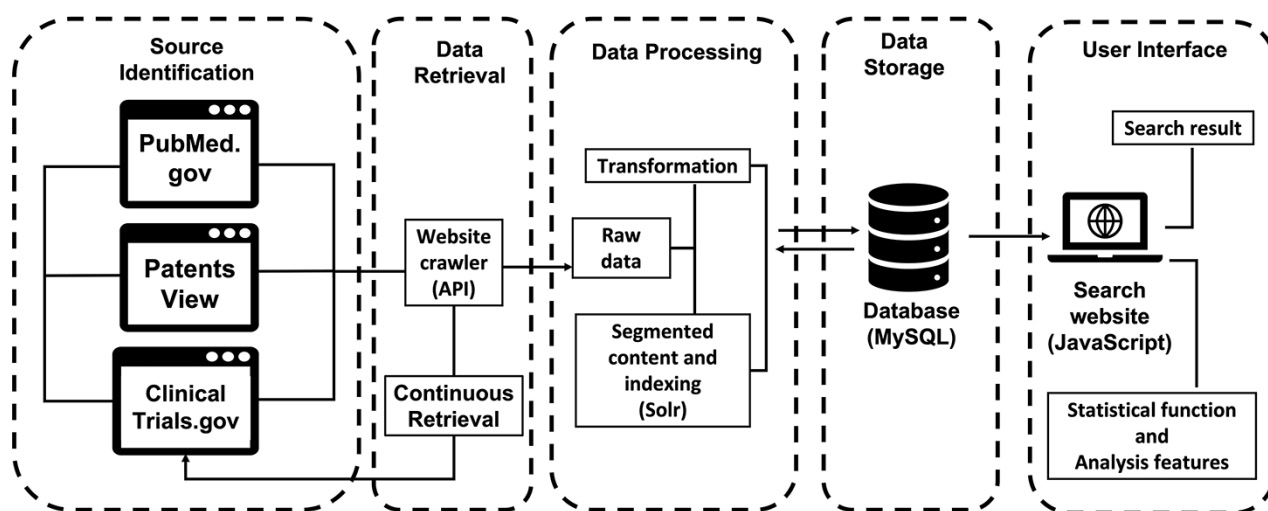 Source
Identification
PubMed.
gov
Patents
View
Clinical
Trials.gov
Data
Retrieval
Website
crawler
(API)
Continuous
Retrieval
Data Processing
Transformation
Raw
data
Segmented
content and
indexing
(Solr)
Data
Storage
Database
(MySQL)
User Interface
Search result
Search
website
(JavaScript)
Statistical function
and
Analysis features